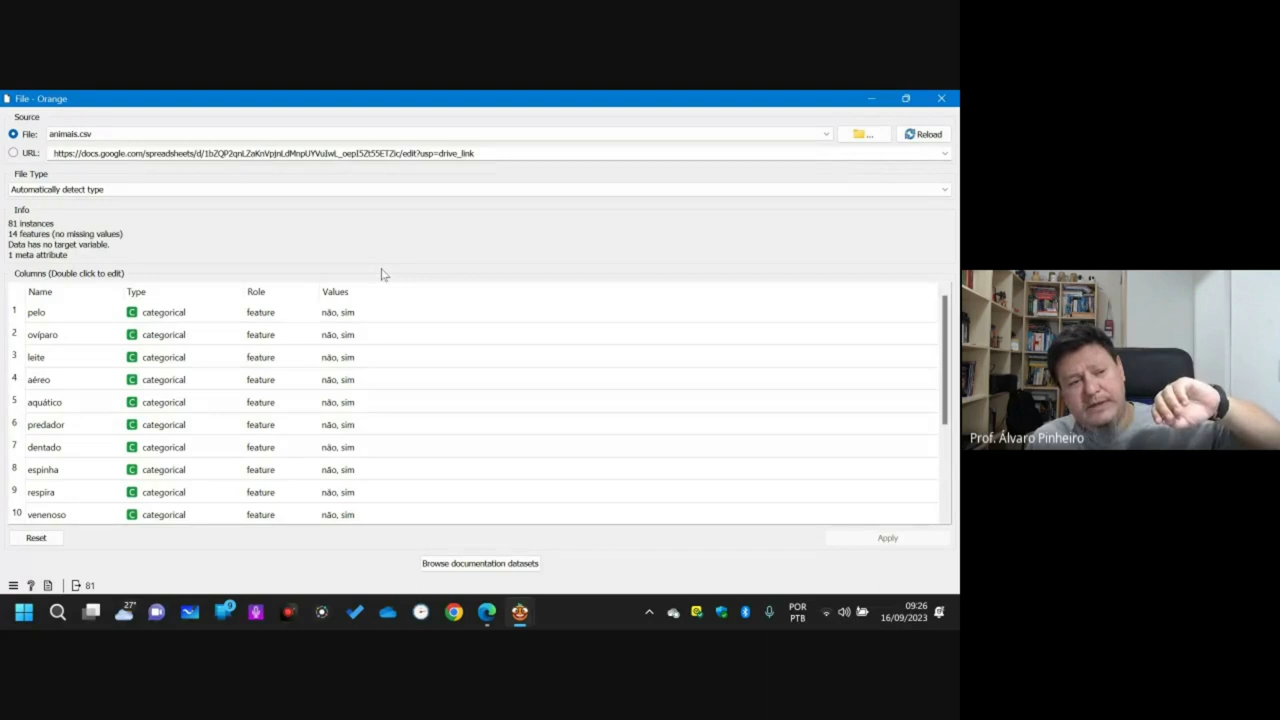 File - Orange
Source
File: animais.csv
... Reload
URL: https://docs.google.com/spreadsheets/d/1bZQP2qnLZaKnVpjnLdMnpUYVuIwL_oepI5Zt55ETZic/edit?usp=drive_link
File Type
Automatically detect type
Info
81 instances
14 features (no missing values)
Data has no target variable.
1 meta attribute
Columns (Double click to edit)
Name Type Role Values
1 pelo C categorical feature não, sim
2 ovíparo C categorical feature não, sim
3 leite C categorical feature não, sim
4 aéreo C categorical feature não, sim
5 aquático C categorical feature não, sim
6 predador C categorical feature não, sim
7 dentado C categorical feature não, sim
8 espinha C categorical feature não, sim
9 respira C categorical feature não, sim
10 venenoso C categorical feature não, sim
Reset Apply
Browse documentation datasets
? 81
27°
POR
PTB
09:26
16/09/2023
Prof. Álvaro Pinheiro